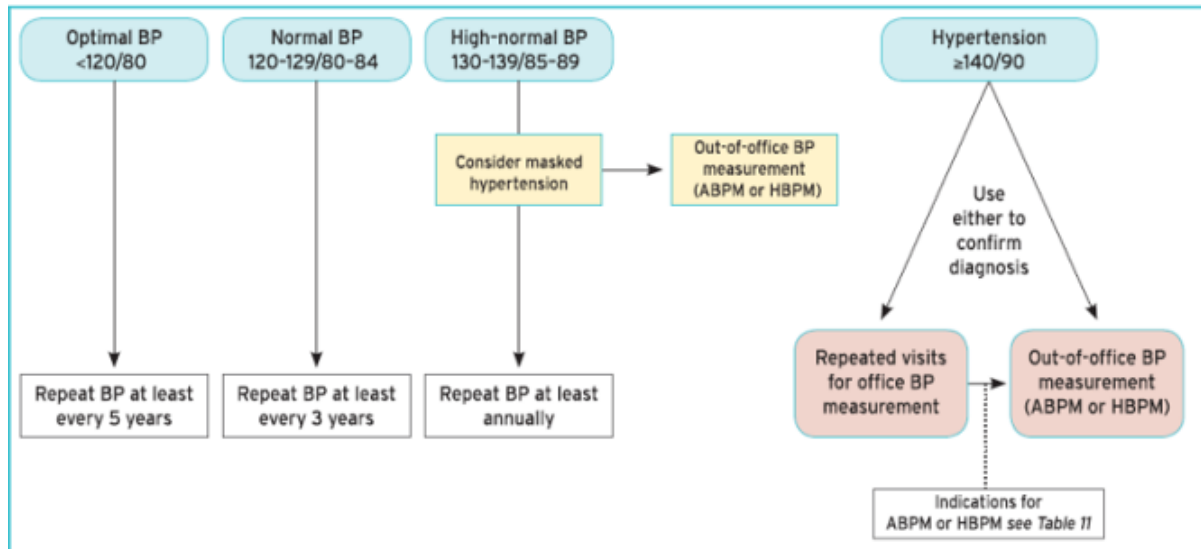 Optimal BP
<120/80
Normal BP
120-129/80-84
High-normal BP
130-139/85-89
Hypertension
≥140/90
Consider masked
hypertension
Out-of-office BP
measurement
(ABPM or HBPM)
Use
either to
confirm
diagnosis
Repeat BP at least
every 5 years
Repeat BP at least
every 3 years
Repeat BP at least
annually
Repeated visits
for office BP
measurement
Out-of-office BP
measurement
(ABPM or HBPM)
Indications for
ABPM or HBPM see Table 11